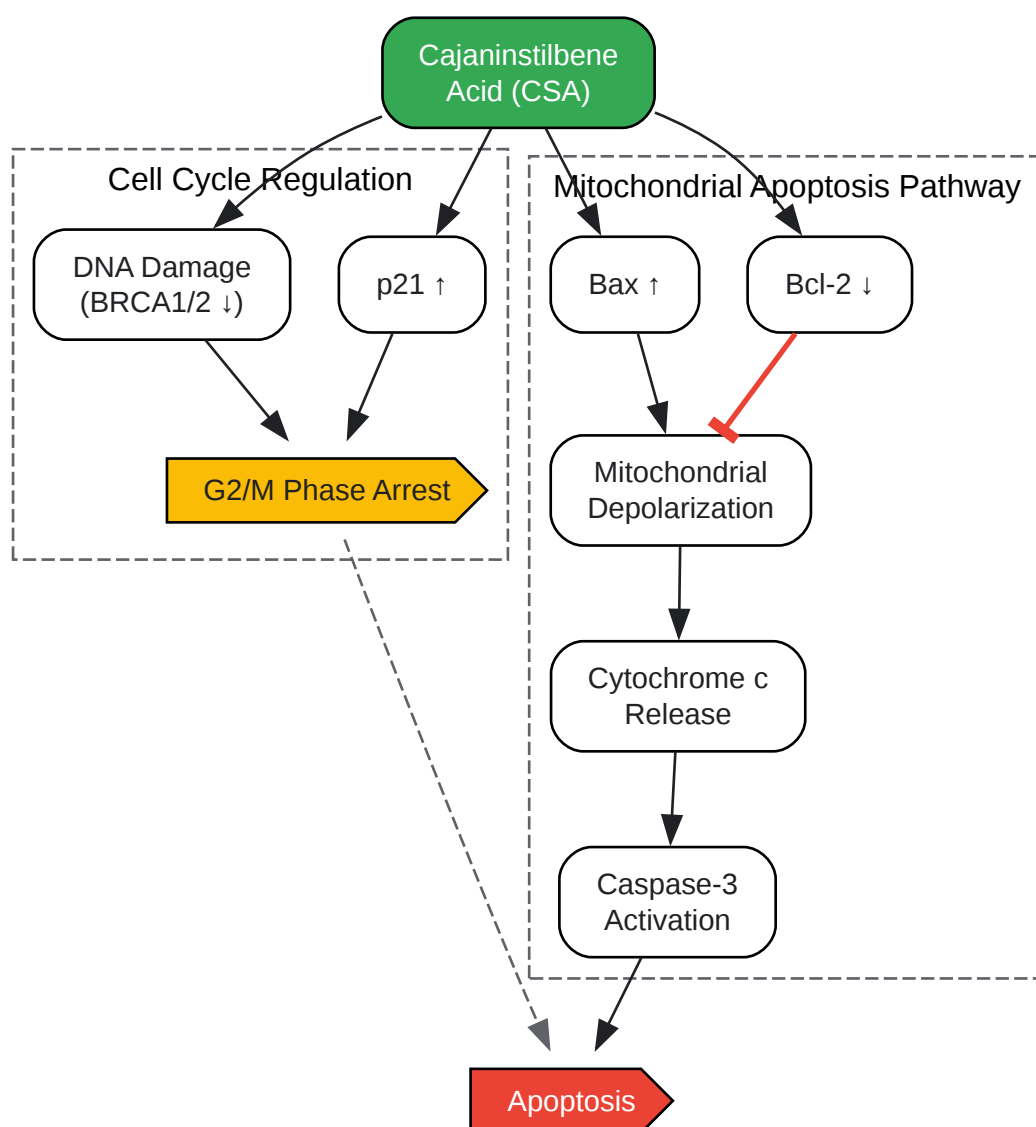 Cajaninstilbene
Acid (CSA)
Cell Cycle Regulation
Mitochondrial Apoptosis Pathway
DNA Damage
(BRCA1/2 ↓)
p21 ↑
Bax ↑
Bcl-2 ↓
G2/M Phase Arrest
Mitochondrial
Depolarization
Cytochrome c
Release
Caspase-3
Activation
Apoptosis